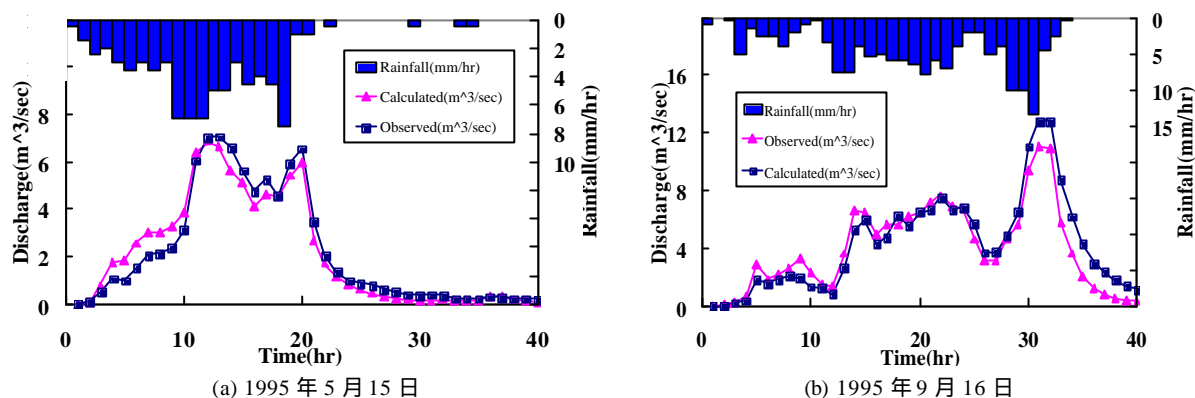 0
2
4
6
8
Discharge(m^3/sec)
0
2
4
6
8
10
Rainfall(mm/hr)
Rainfall(mm/hr)
Calculated(m^3/sec)
Observed(m^3/sec)
0
10
20
30
40
Time(hr)
(a) 1995 年 5 月 15 日
0
4
8
12
16
Discharge(m^3/sec)
0
5
10
15
Rainfall(mm/hr)
Rainfall(mm/hr)
Observed(m^3/sec)
Calculated(m^3/sec)
0
10
20
30
40
Time(hr)
(b) 1995 年 9 月 16 日